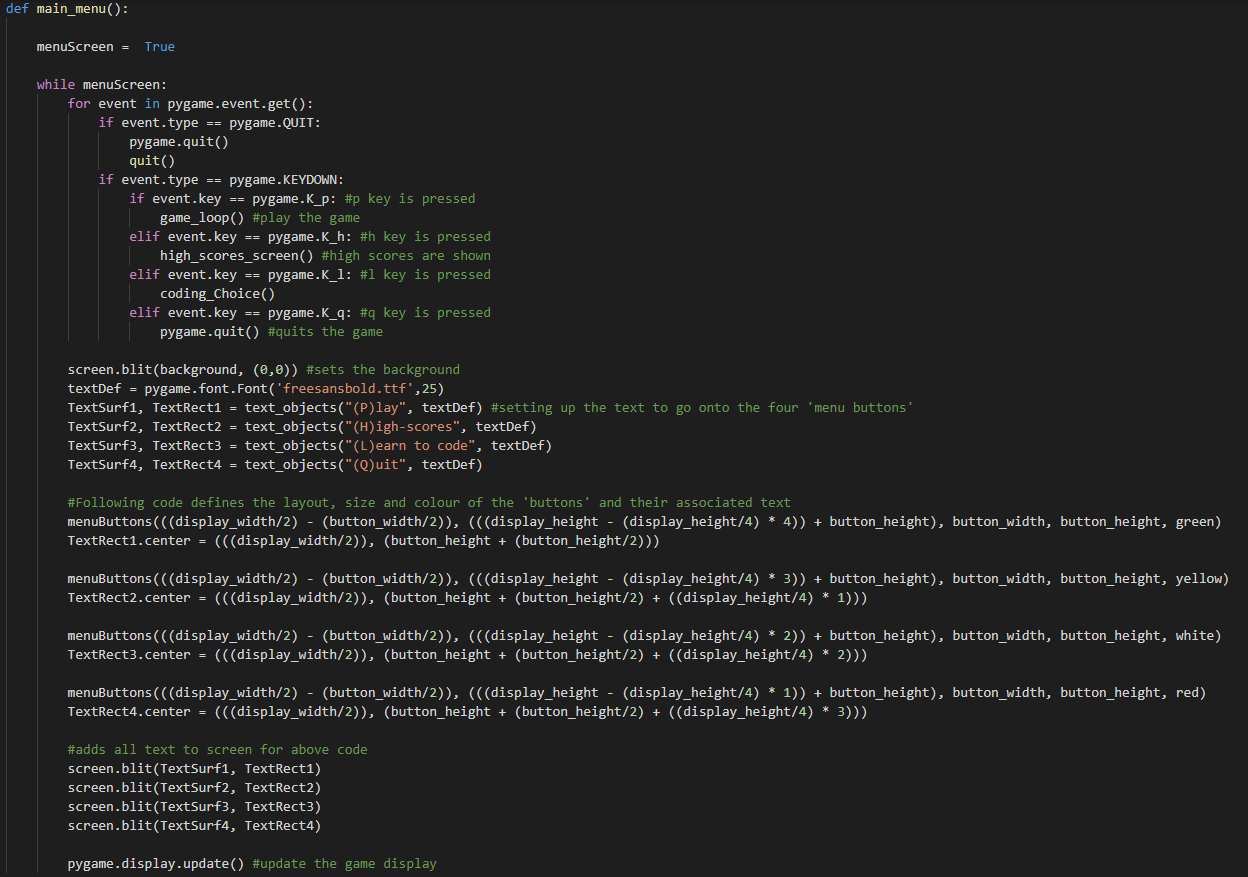 def main_menu():
menuScreen =  True
while menuScreen:
for event in pygame.event.get():
if event.type == pygame.QUIT:
pygame.quit()
quit()
if event.type == pygame.KEYDOWN:
if event.key == pygame.K_p: #p key is pressed
game_loop() #play the game
elif event.key == pygame.K_h: #h key is pressed
high_scores_screen() #high scores are shown
elif event.key == pygame.K_l: #l key is pressed
coding_Choice()
elif event.key == pygame.K_q: #q key is pressed
pygame.quit() #quits the game
screen.blit(background, (0,0)) #sets the background
textDef = pygame.font.Font('freesansbold.ttf',25)
TextSurf1, TextRect1 = text_objects("(P)lay", textDef) #setting up the text to go onto the four 'menu buttons'
TextSurf2, TextRect2 = text_objects("(H)igh-scores", textDef)
TextSurf3, TextRect3 = text_objects("(L)earn to code", textDef)
TextSurf4, TextRect4 = text_objects("(Q)uit", textDef)
#Following code defines the layout, size and colour of the 'buttons' and their associated text
menuButtons(((display_width/2) - (button_width/2)), (((display_height - (display_height/4) * 4)) + button_height), button_width, button_height, green)
TextRect1.center = (((display_width/2)), (button_height + (button_height/2)))
menuButtons(((display_width/2) - (button_width/2)), (((display_height - (display_height/4) * 3)) + button_height), button_width, button_height, yellow)
TextRect2.center = (((display_width/2)), (button_height + (button_height/2) + ((display_height/4) * 1)))
menuButtons(((display_width/2) - (button_width/2)), (((display_height - (display_height/4) * 2)) + button_height), button_width, button_height, white)
TextRect3.center = (((display_width/2)), (button_height + (button_height/2) + ((display_height/4) * 2)))
menuButtons(((display_width/2) - (button_width/2)), (((display_height - (display_height/4) * 1)) + button_height), button_width, button_height, red)
TextRect4.center = (((display_width/2)), (button_height + (button_height/2) + ((display_height/4) * 3)))
#adds all text to screen for above code
screen.blit(TextSurf1, TextRect1)
screen.blit(TextSurf2, TextRect2)
screen.blit(TextSurf3, TextRect3)
screen.blit(TextSurf4, TextRect4)
pygame.display.update() #update the game display